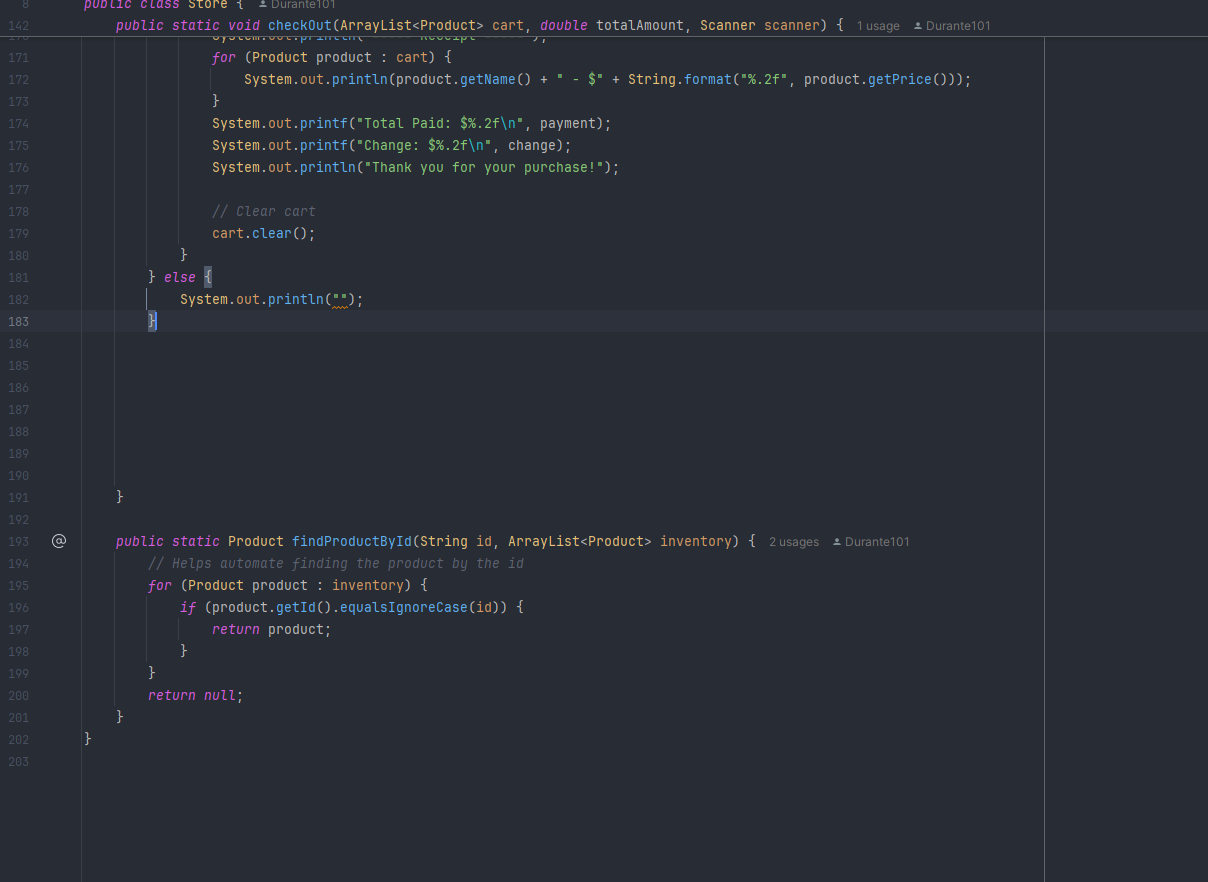 8 public class Store { Durante101
142 public static void checkOut(ArrayList<Product> cart, double totalAmount, Scanner scanner) { 1 usage Durante101
171 for (Product product : cart) {
172 System.out.println(product.getName() + " - $" + String.format("%.2f", product.getPrice()));
173 }
174 System.out.printf("Total Paid: $%.2f\n", payment);
175 System.out.printf("Change: $%.2f\n", change);
176 System.out.println("Thank you for your purchase!");
177
178 // Clear cart
179 cart.clear();
180 }
181 } else {
182 System.out.println("");
183 }
184
185
186
187
188
189
190
191 }
192
193 @ public static Product findProductById(String id, ArrayList<Product> inventory) { 2 usages Durante101
194 // Helps automate finding the product by the id
195 for (Product product : inventory) {
196 if (product.getId().equalsIgnoreCase(id)) {
197 return product;
198 }
199 }
200 return null;
201 }
202 }
203